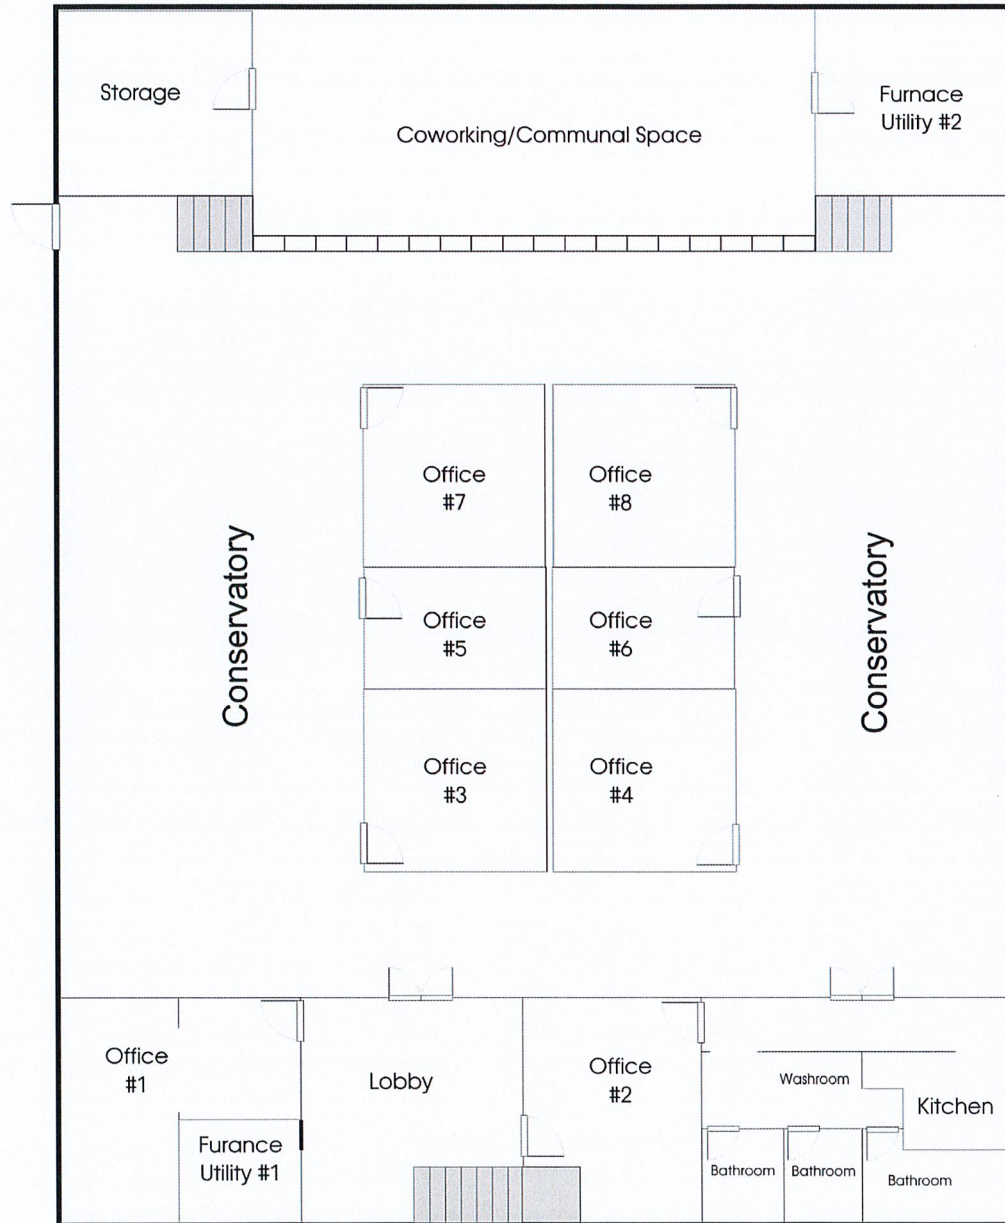 Storage
Coworking/Communal Space
Furnace
Utility #2
Conservatory
Office
#7
Office
#8
Office
#5
Office
#6
Office
#3
Office
#4
Conservatory
Office
#1
Furance
Utility #1
Lobby
Office
#2
Washroom
Kitchen
Bathroom
Bathroom
Bathroom